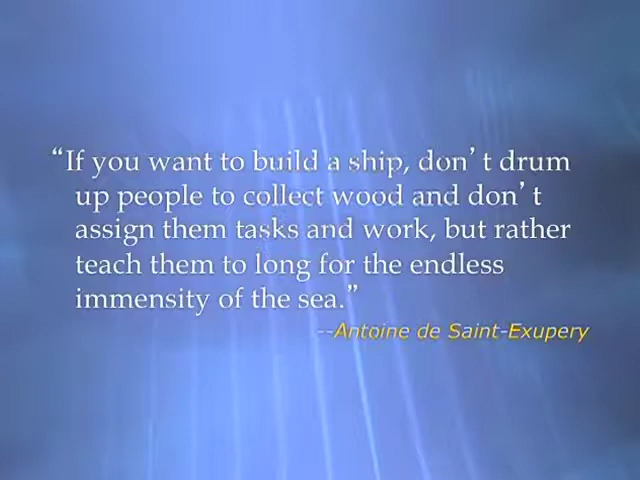 “If you want to build a ship, don’t drum
up people to collect wood and don’t
assign them tasks and work, but rather
teach them to long for the endless
immensity of the sea.”
--Antoine de Saint-Exupery